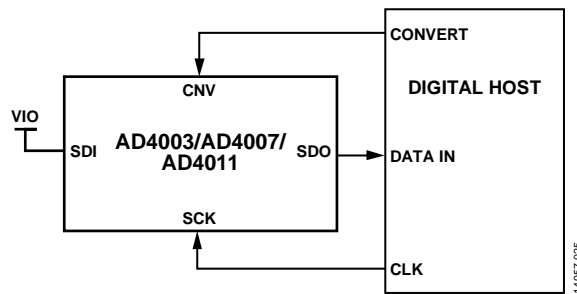 CONVERT
CNV
DIGITAL HOST
VIO
SDI
AD4003/AD4007/
AD4011
SDO
DATA IN
SCK
CLK